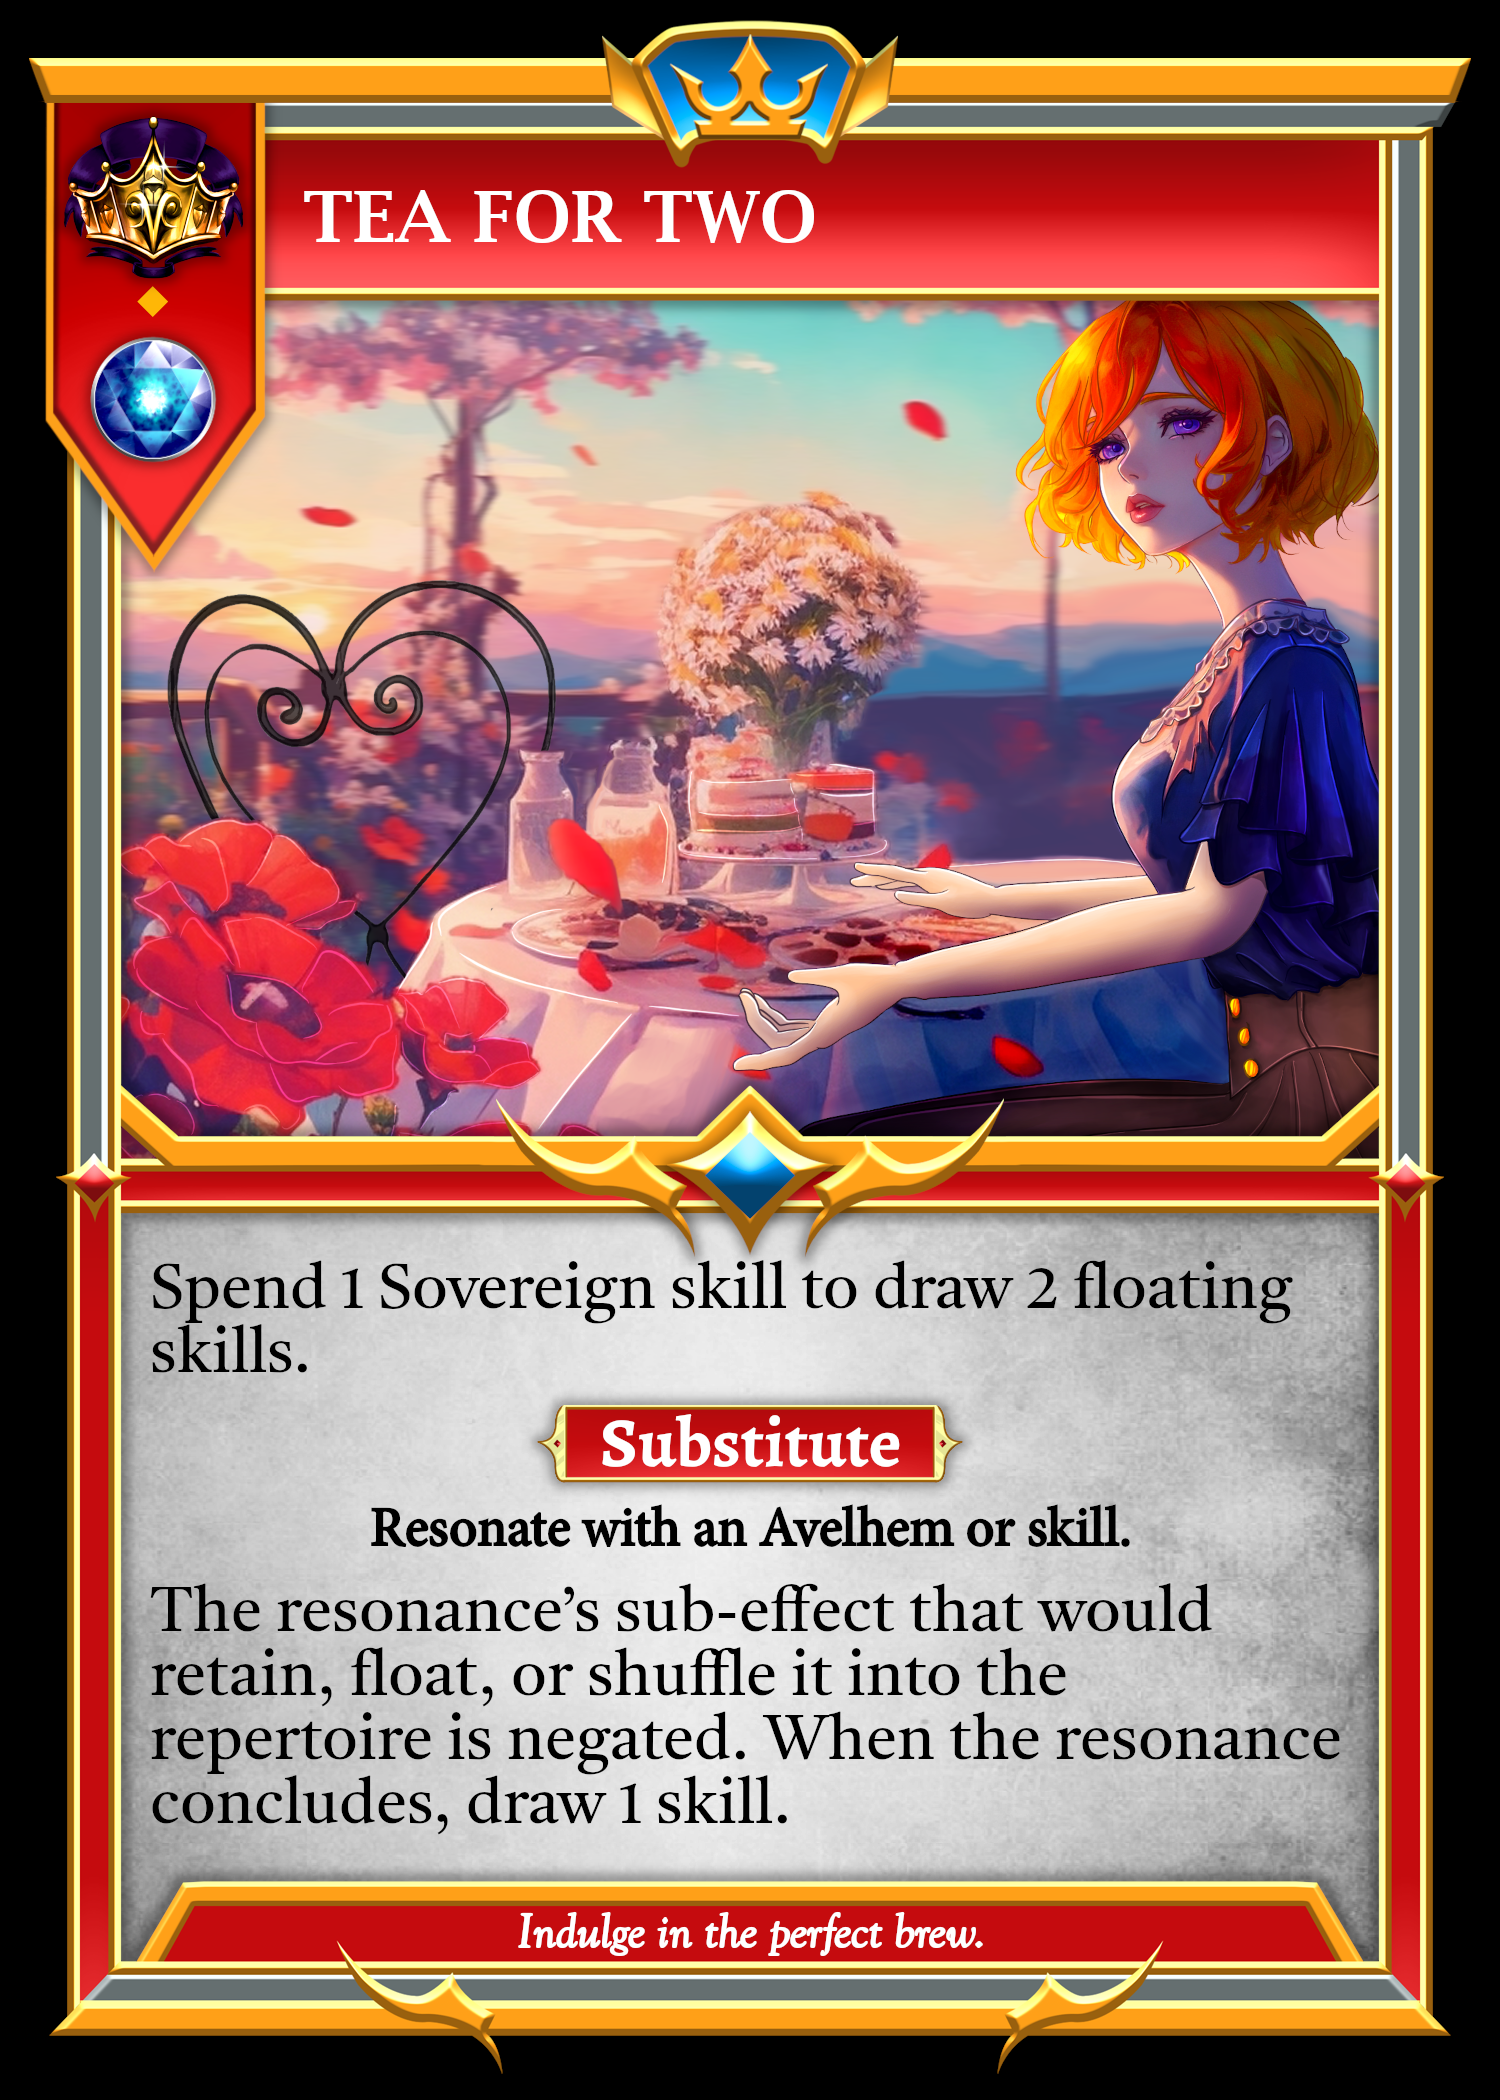 TEA FOR TWO
Spend 1 Sovereign skill to draw 2 floating
skills.
Substitute
Resonate with an Avelhem or skill.
The resonance’s sub-effect that would
retain, float, or shuffle it into the
repertoire is negated. When the resonance
concludes, draw 1 skill.
Indulge in the perfect brew.